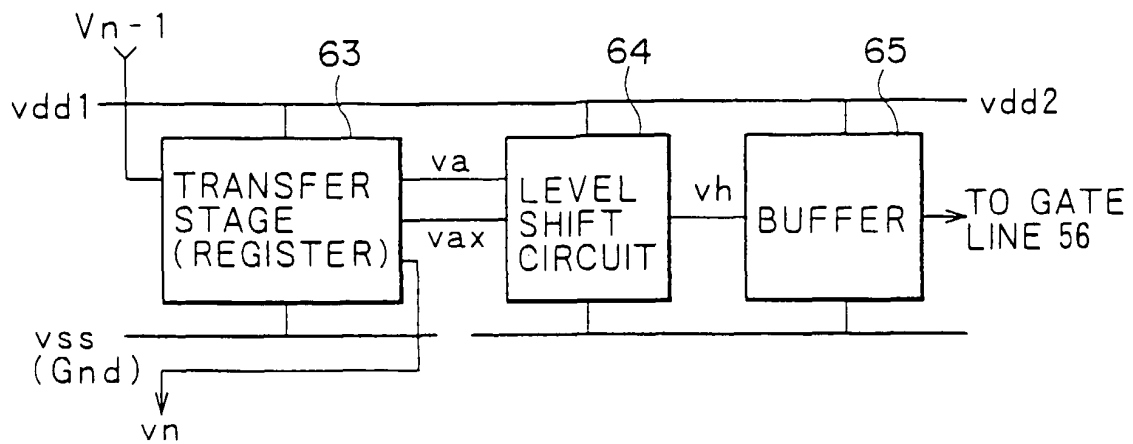 Vn-1
63
64
65
vdd1
vdd2
va
TRANSFER
STAGE
(REGISTER)
vax
LEVEL
SHIFT
CIRCUIT
vh
BUFFER
TO GATE
LINE 56
vss
(Gnd)
vn